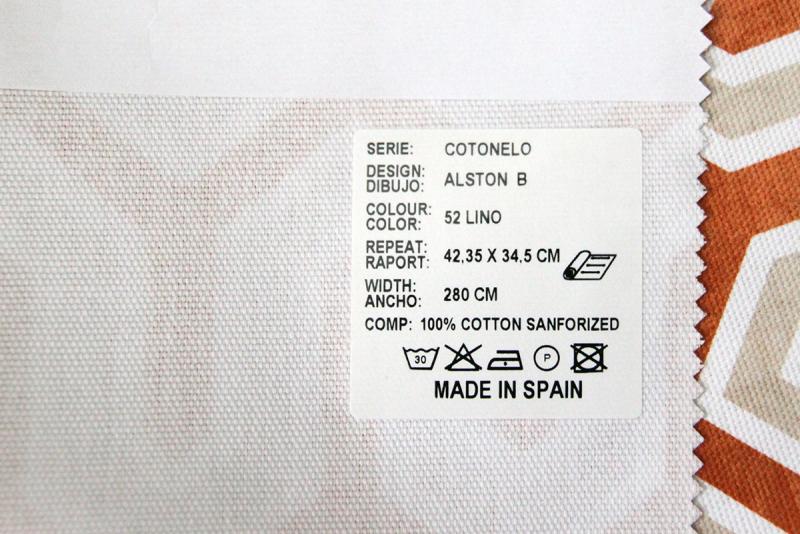 SERIE: COTONELO
DESIGN:
DIBUJO: ALSTON B
COLOUR:
COLOR: 52 LINO
REPEAT:
RAPORT: 42,35 X 34,5 CM
WIDTH:
ANCHO: 280 CM
COMP: 100% COTTON SANFORIZED
30 P
MADE IN SPAIN